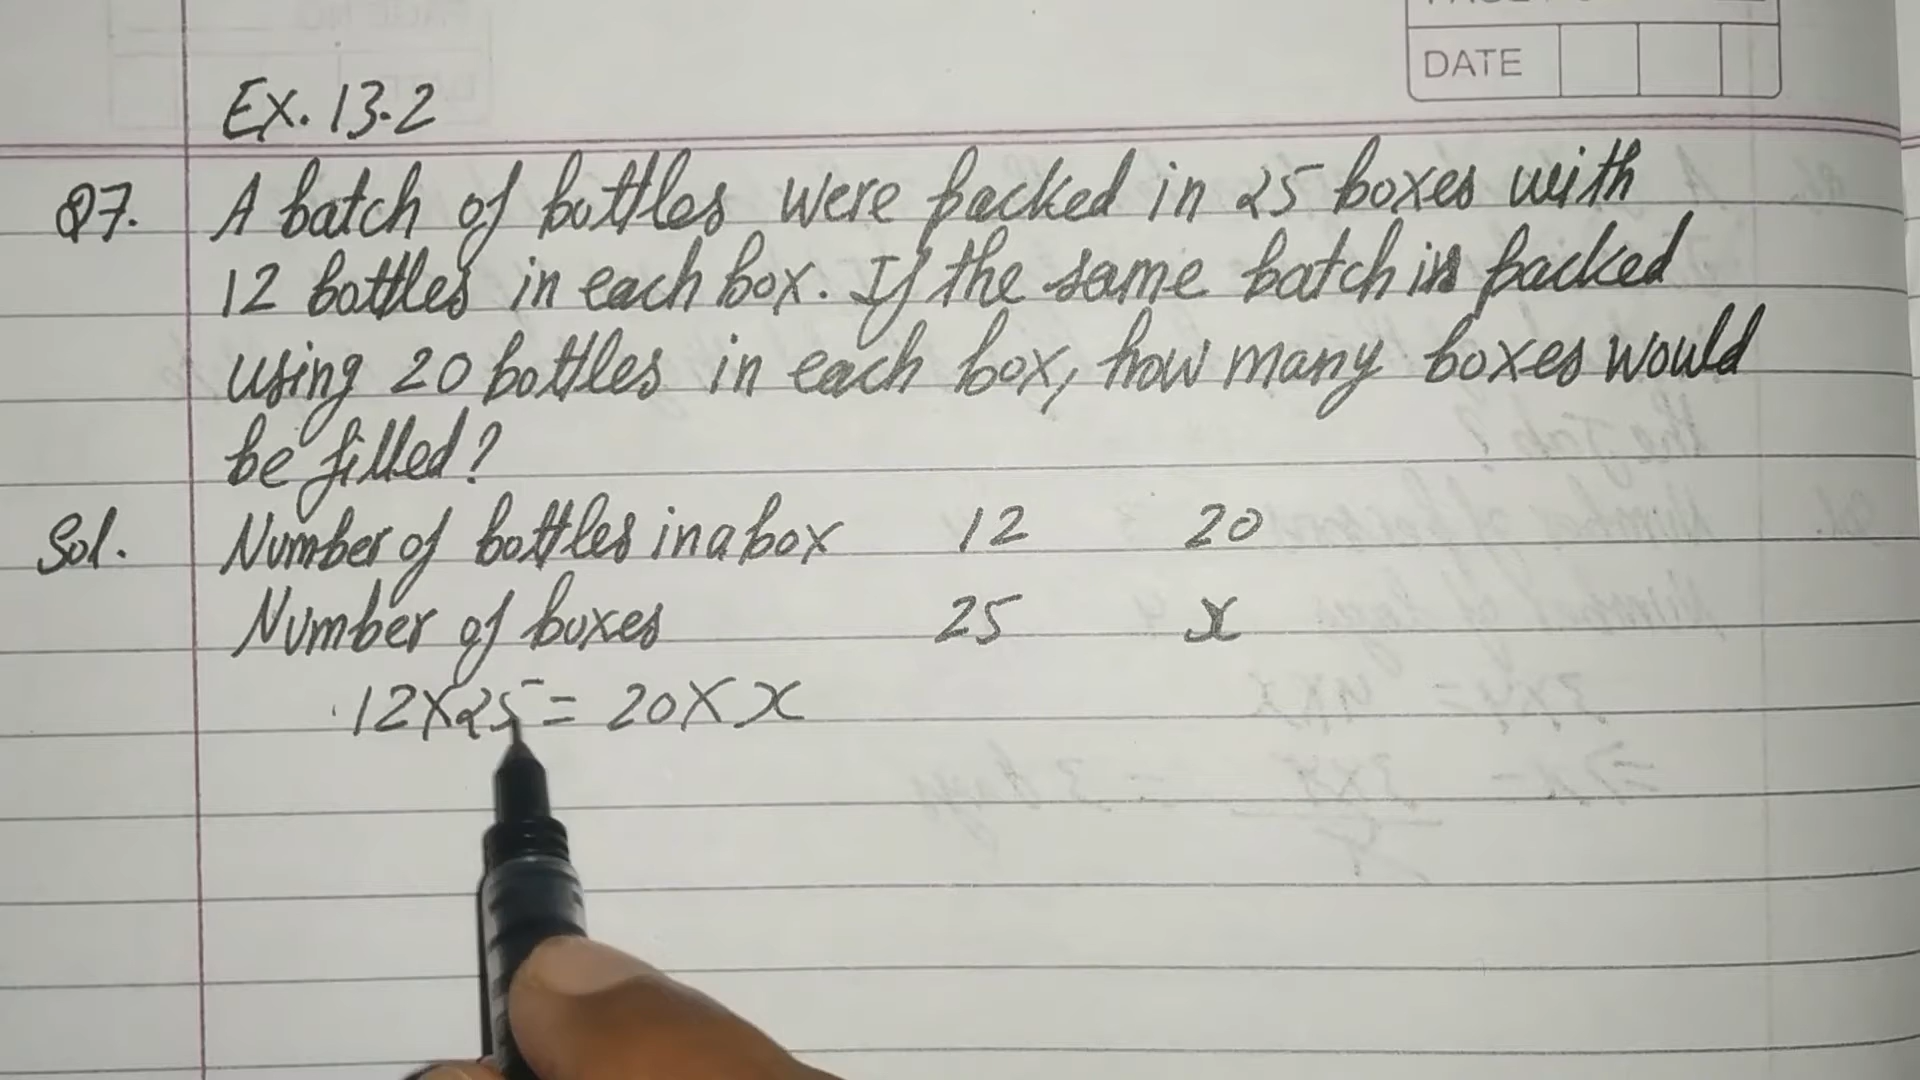 DATE
Ex. 13.2
Q7. A batch of bottles were packed in 25 boxes with
12 bottles in each box. If the same batch is packed
using 20 bottles in each box, how many boxes would
be filled?
Sol. Number of bottles in a box 12 20
Number of boxes 25 x
12×25 = 20×x